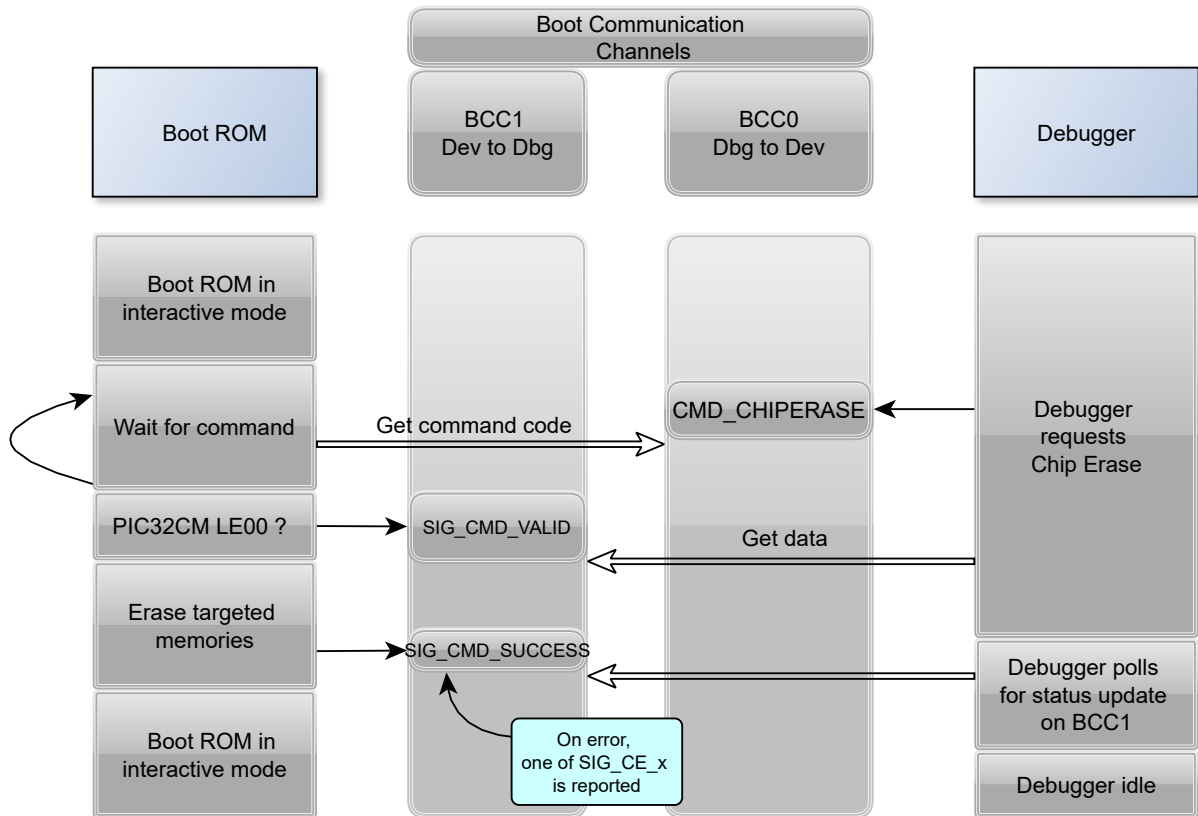 Boot Communication
Channels
Boot ROM
BCC1
Dev to Dbg
BCC0
Dbg to Dev
Debugger
Boot ROM in
interactive mode
Wait for command
Get command code
CMD_CHIPERASE
Debugger
requests
Chip Erase
PIC32CM LE00 ?
SIG_CMD_VALID
Get data
Erase targeted
memories
SIG_CMD_SUCCESS
Debugger polls
for status update
on BCC1
Boot ROM in
interactive mode
On error,
one of SIG_CE_x
is reported
Debugger idle